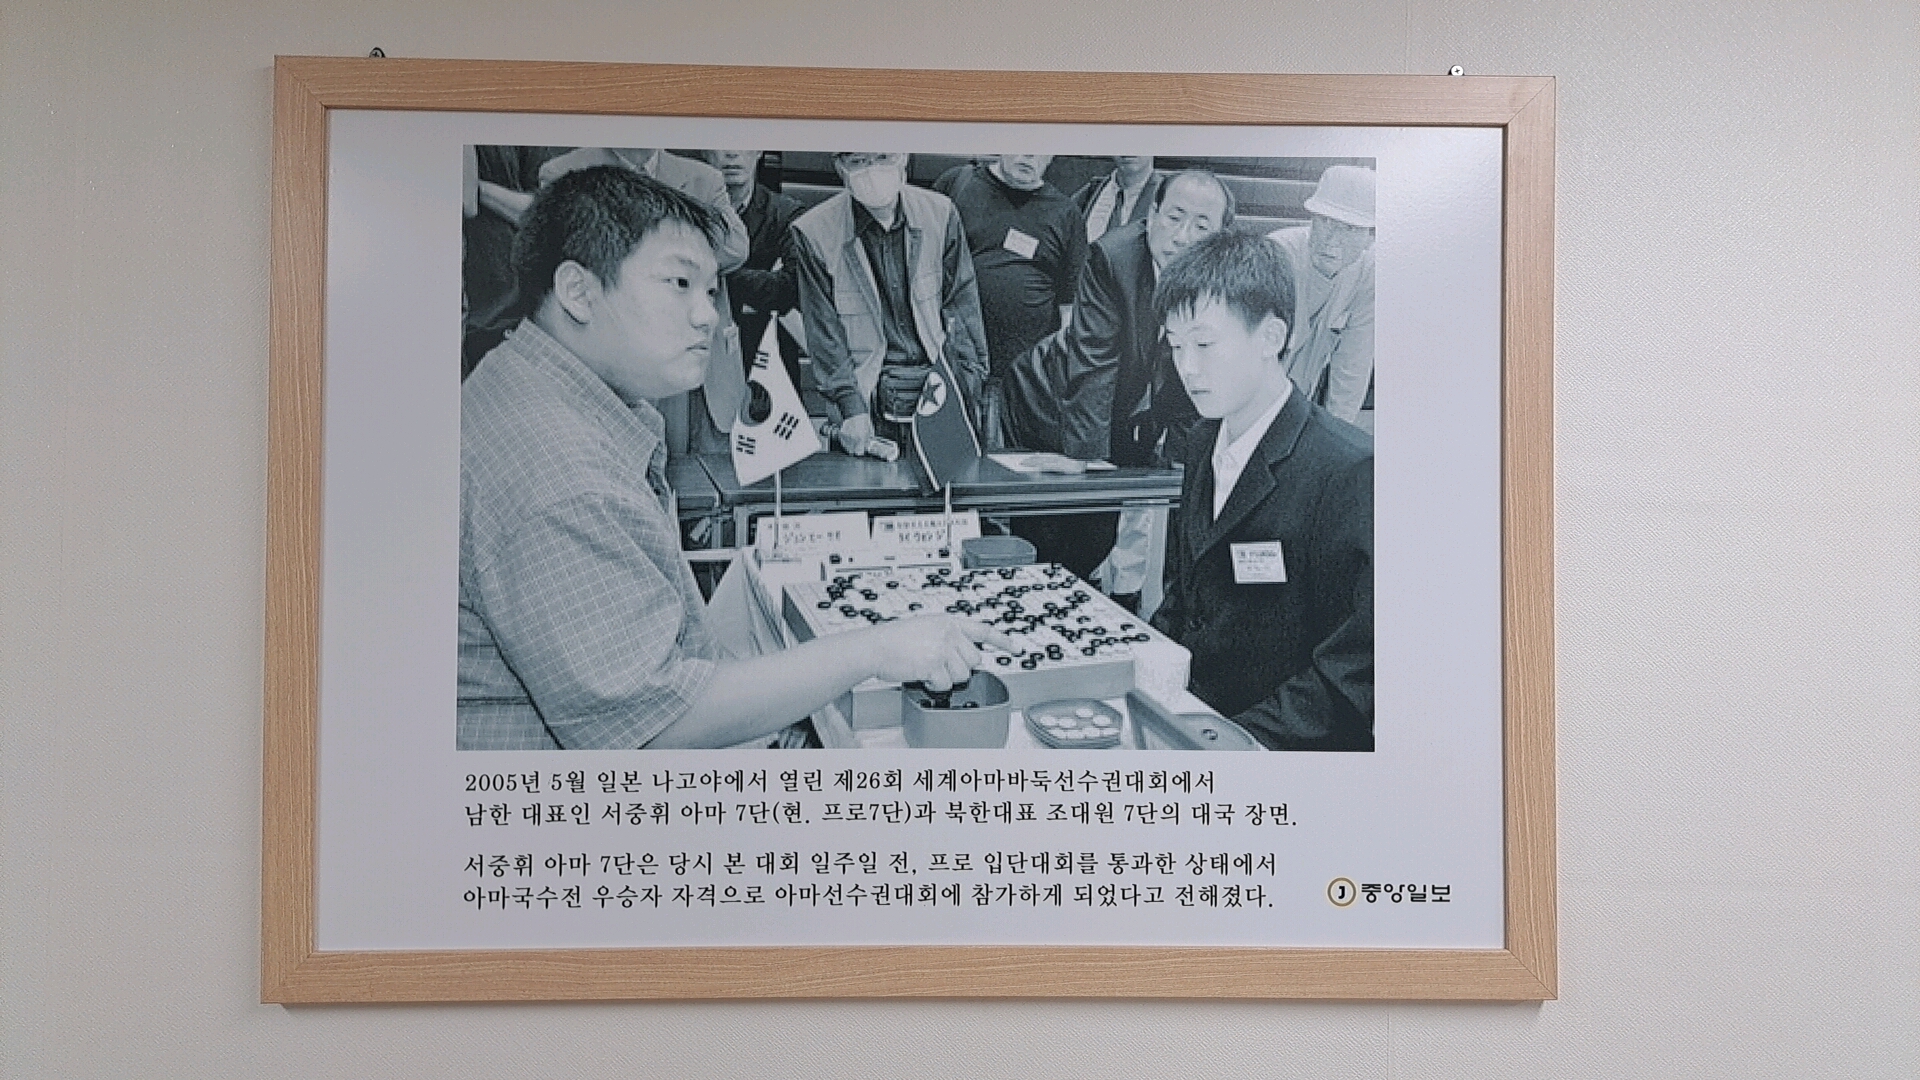 2005년 5월 일본 나고야에서 열린 제26회 세계아마바둑선수권대회에서
남한 대표인 서중휘 아마 7단(현. 프로7단)과 북한대표 조대원 7단의 대국 장면.
서중휘 아마 7단은 당시 본 대회 일주일 전, 프로 입단대회를 통과한 상태에서
아마국수전 우승자 자격으로 아마선수권대회에 참가하게 되었다고 전해졌다.
J 중앙일보